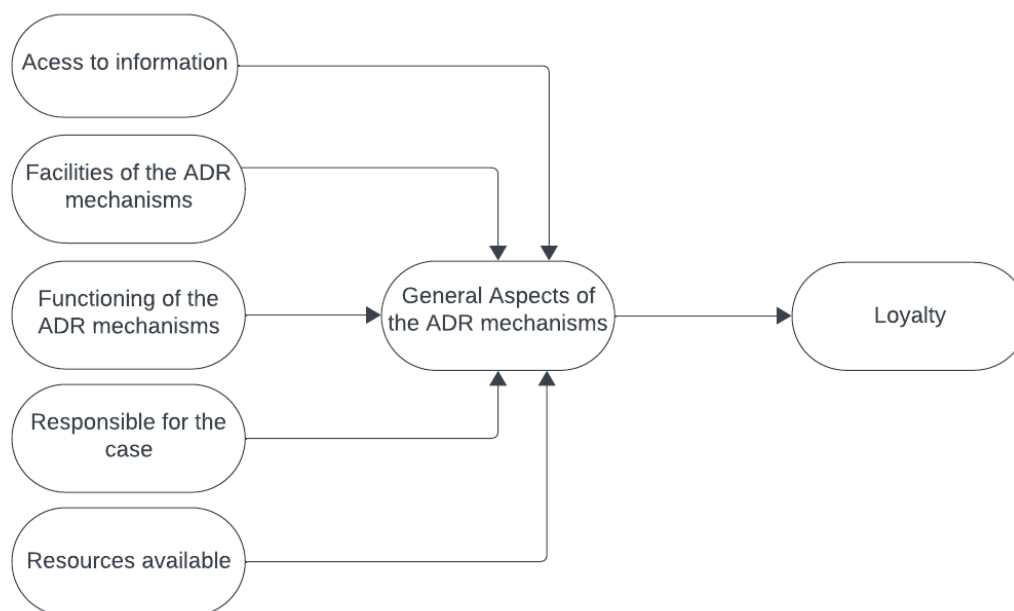 Acess to information
Facilities of the ADR
mechanisms
Functioning of the
ADR mechanisms
Responsible for the
case
Resources available
General Aspects of
the ADR mechanisms
Loyalty